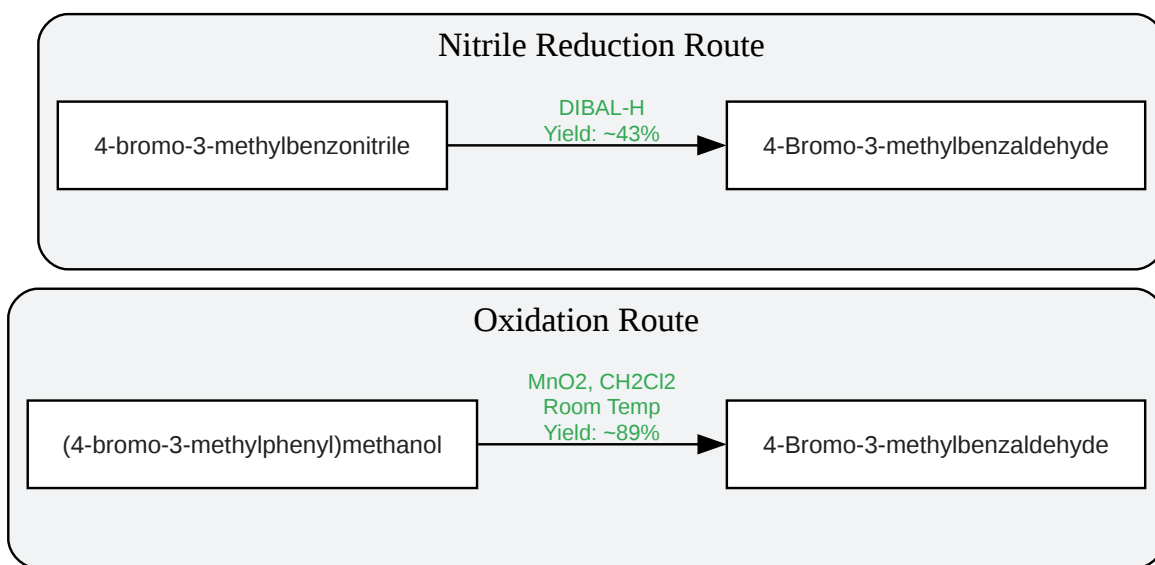 Nitrile Reduction Route
DIBAL-H
Yield: ~43%
4-bromo-3-methylbenzonitrile
4-Bromo-3-methylbenzaldehyde
Oxidation Route
MnO2, CH2Cl2
Room Temp
Yield: ~89%
(4-bromo-3-methylphenyl)methanol
4-Bromo-3-methylbenzaldehyde